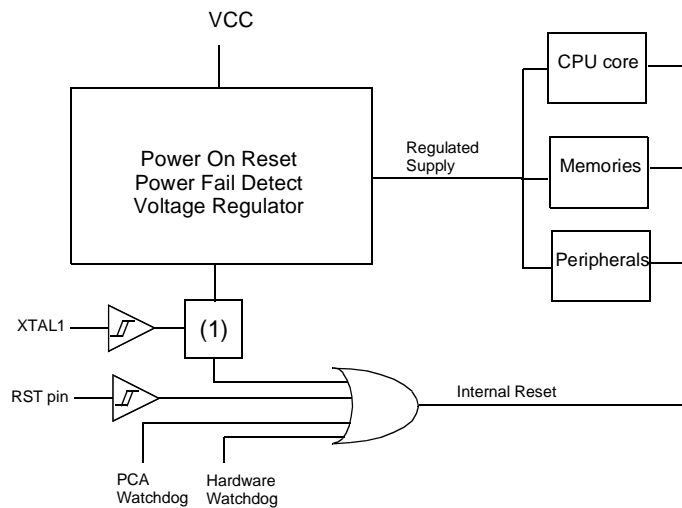 VCC
CPU core
Power On Reset
Power Fail Detect
Voltage Regulator
Regulated
Supply
Memories
Peripherals
XTAL1
(1)
RST pin
Internal Reset
PCA
Watchdog
Hardware
Watchdog